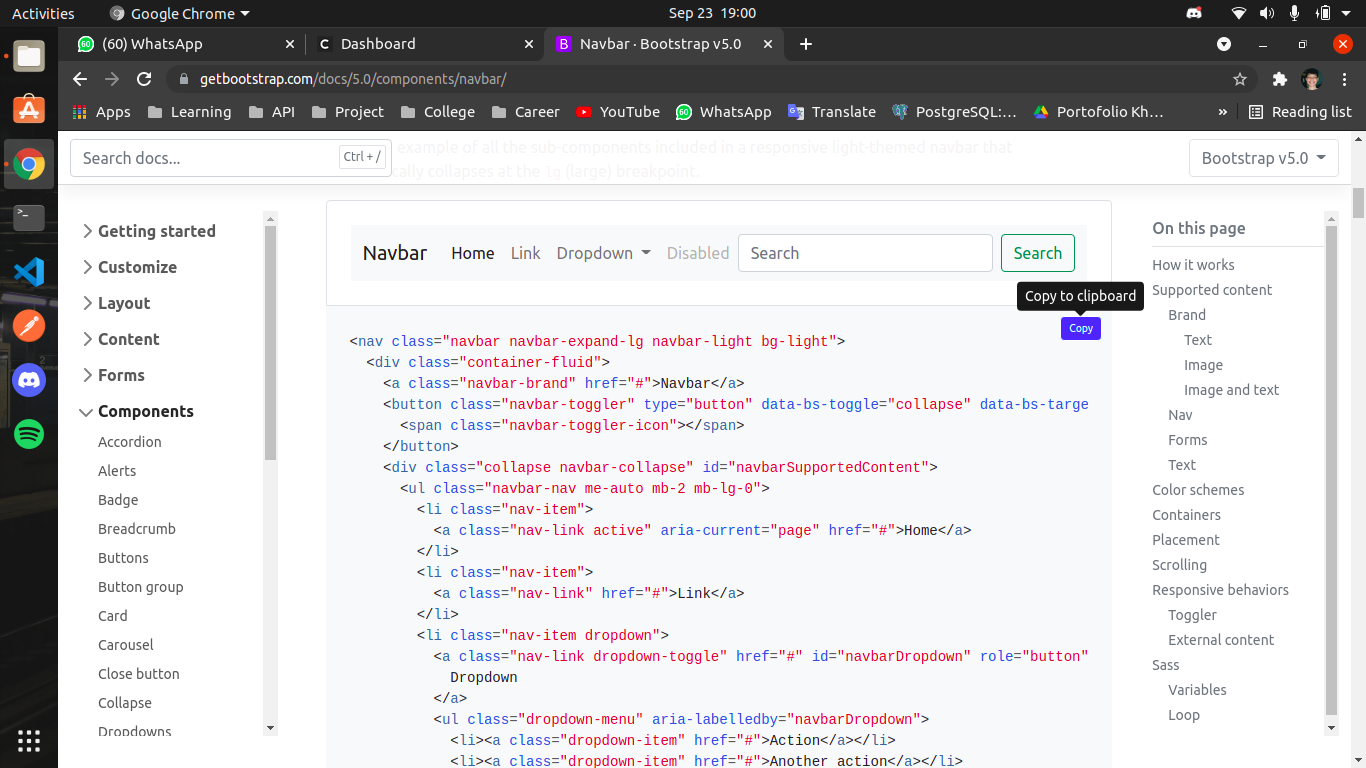 Activities
Google Chrome
Sep 23 19:00
(60) WhatsApp
Dashboard
Navbar · Bootstrap v5.0
getbootstrap.com/docs/5.0/components/navbar/
Apps
Learning
API
Project
College
Career
YouTube
60
WhatsApp
Translate
PostgreSQL:...
Portofolio Kh...
»
Reading list
Search docs...
Ctrl + /
example of all the sub-components included in a responsive light-themed navbar that
cally collapses at the lg (large) breakpoint.
Bootstrap v5.0
Getting started
Customize
Layout
Content
Forms
Components
Accordion
Alerts
Badge
Breadcrumb
Buttons
Button group
Card
Carousel
Close button
Collapse
Dropdowns
Navbar
Home
Link
Dropdown
Disabled
Search
Search
Copy to clipboard
Copy
<nav class="navbar navbar-expand-lg navbar-light bg-light">
<div class="container-fluid">
<a class="navbar-brand" href="#">Navbar</a>
<button class="navbar-toggler" type="button" data-bs-toggle="collapse" data-bs-targe
<span class="navbar-toggler-icon"></span>
</button>
<div class="collapse navbar-collapse" id="navbarSupportedContent">
<ul class="navbar-nav me-auto mb-2 mb-lg-0">
<li class="nav-item">
<a class="nav-link active" aria-current="page" href="#">Home</a>
</li>
<li class="nav-item">
<a class="nav-link" href="#">Link</a>
</li>
<li class="nav-item dropdown">
<a class="nav-link dropdown-toggle" href="#" id="navbarDropdown" role="button"
Dropdown
</a>
<ul class="dropdown-menu" aria-labelledby="navbarDropdown">
<li><a class="dropdown-item" href="#">Action</a></li>
<li><a class="dropdown-item" href="#">Another action</a></li>
On this page
How it works
Supported content
Brand
Text
Image
Image and text
Nav
Forms
Text
Color schemes
Containers
Placement
Scrolling
Responsive behaviors
Toggler
External content
Sass
Variables
Loop